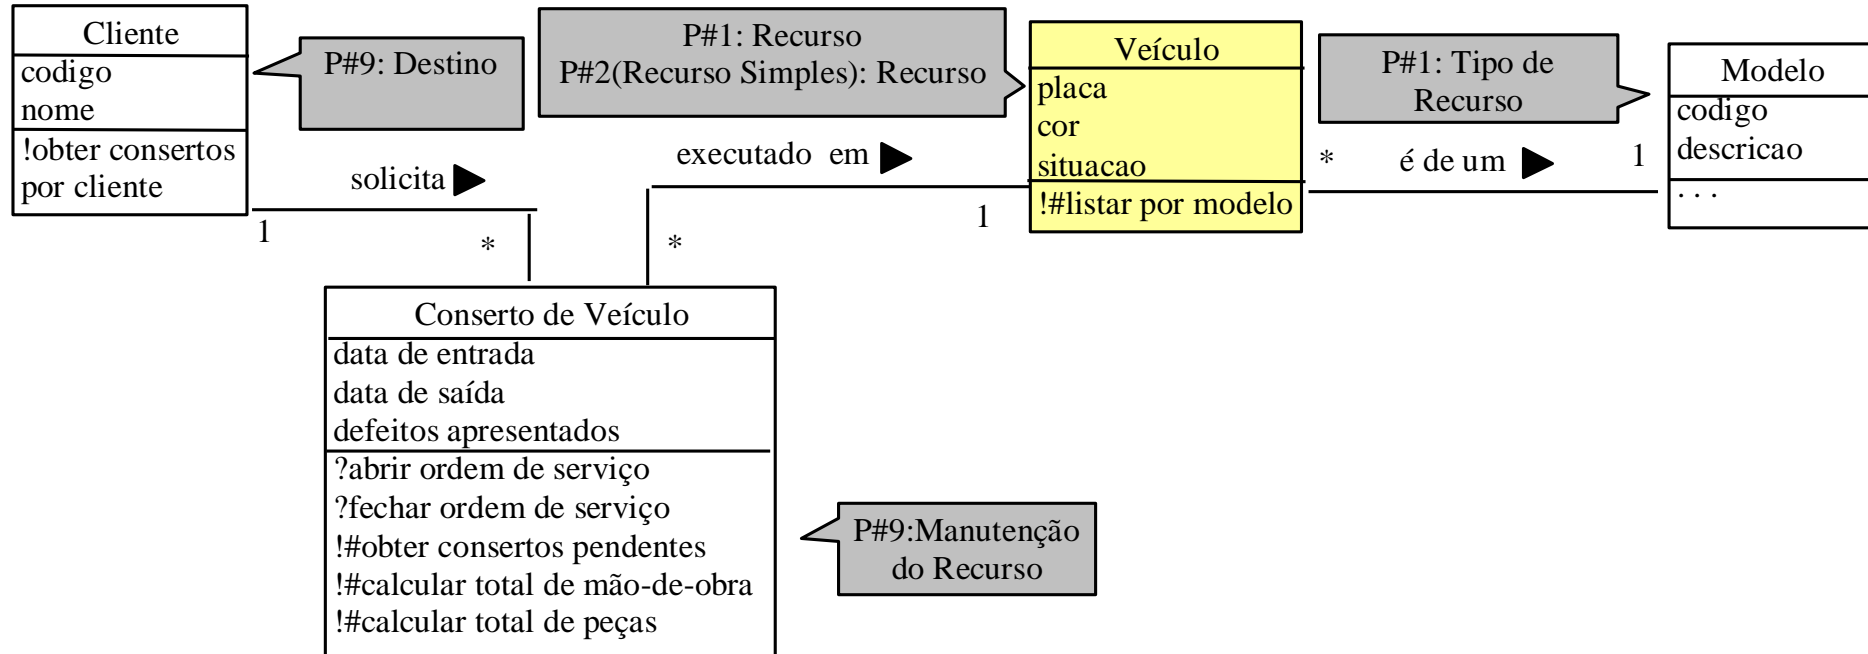 Cliente
codigo
nome
!obter consertos
por cliente
P#9: Destino
P#1: Recurso
P#2(Recurso Simples): Recurso
Veículo
placa
cor
situacao
!#listar por modelo
P#1: Tipo de
Recurso
Modelo
codigo
descricao
. . .
solicita
1
*
executado em
1
*
*
é de um
1
Conserto de Veículo
data de entrada
data de saída
defeitos apresentados
?abrir ordem de serviço
?fechar ordem de serviço
!#obter consertos pendentes
!#calcular total de mão-de-obra
!#calcular total de peças
P#9:Manutenção
do Recurso